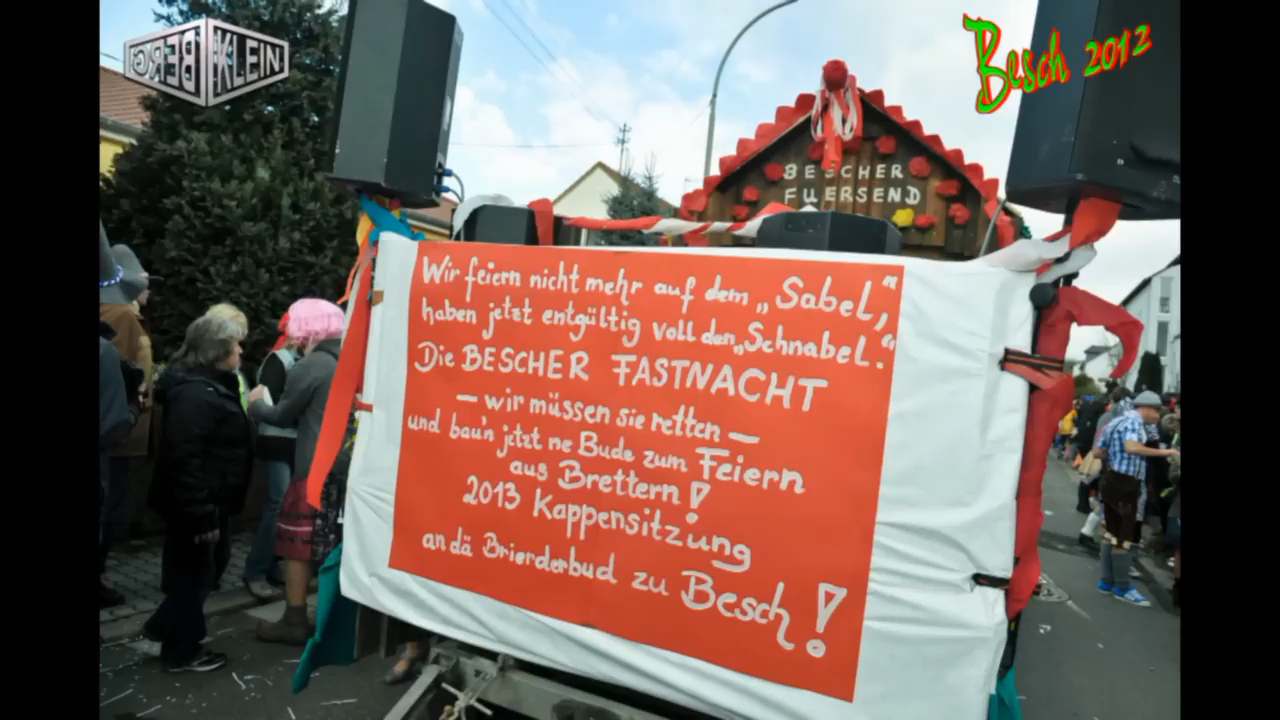 BERG KLEIN
Besch 2012
BESCHER
FUERSEND
Wir feiern nicht mehr auf dem „Sabel,“
haben jetzt entgültig voll den „Schnabel.“
Die BESCHER FASTNACHT
– wir müssen sie retten –
und bau'n jetzt ne Bude zum Feiern
aus Brettern!
2013 Kappensitzung
an dä Brierderbud zu Besch!